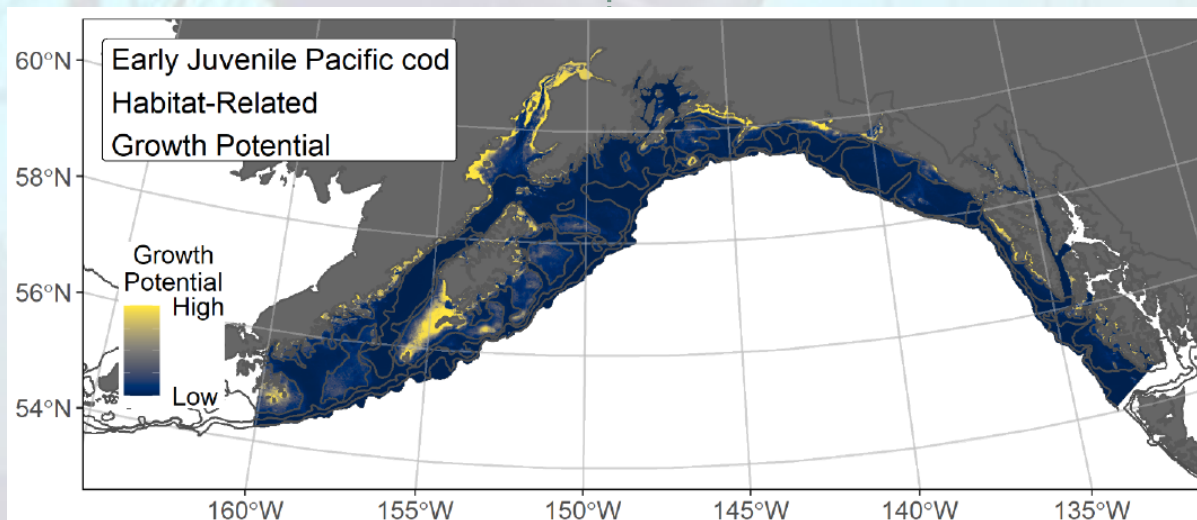 Early Juvenile Pacific cod
Habitat-Related
Growth Potential
60°N
58°N
56°N
54°N
Growth
Potential
High
Low
160°W
155°W
150°W
145°W
140°W
135°W